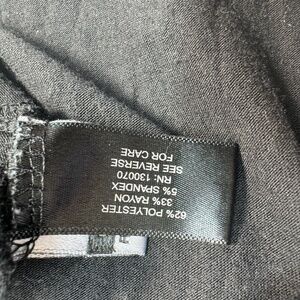 62% POLYESTER
33% RAYON
5% SPANDEX
RN: 130070
SEE REVERSE
FOR CARE